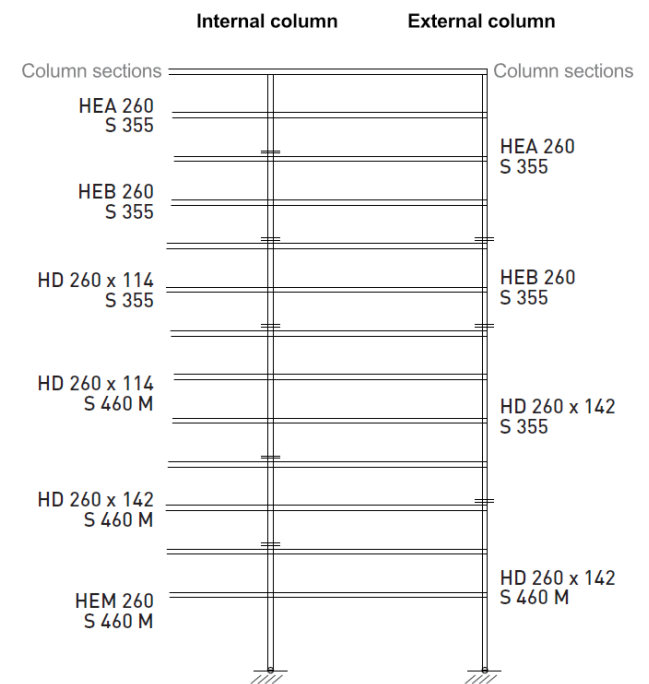 Internal column
External column
Column sections
Column sections
HEA 260
S 355
HEB 260
S 355
HD 260 x 114
S 355
HD 260 x 114
S 460 M
HD 260 x 142
S 460 M
HEM 260
S 460 M
HEA 260
S 355
HEB 260
S 355
HD 260 x 142
S 355
HD 260 x 142
S 460 M